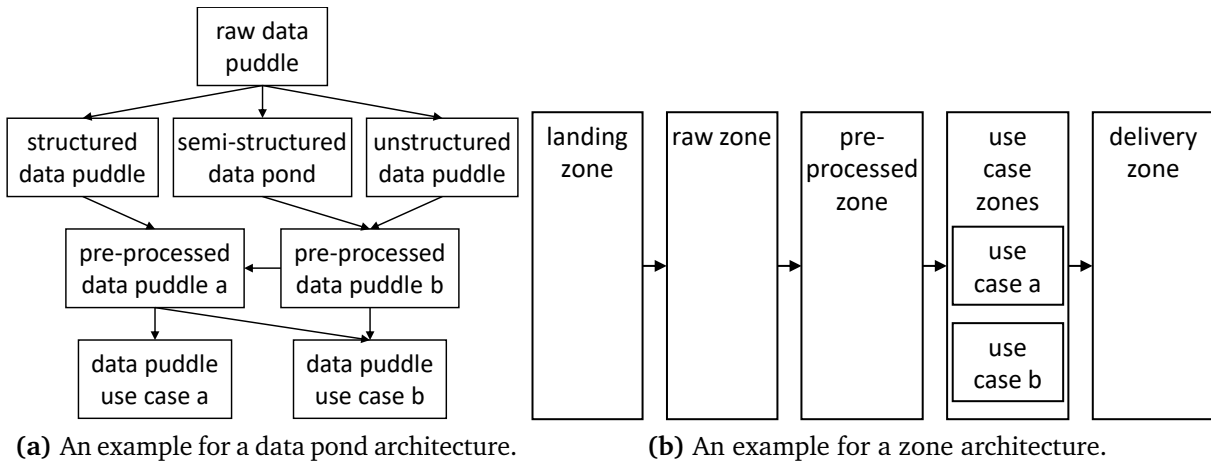 raw data
puddle
structured
data puddle
semi-structured
data pond
unstructured
data puddle
pre-processed
data puddle a
pre-processed
data puddle b
data puddle
use case a
data puddle
use case b
(a) An example for a data pond architecture.
landing
zone
raw zone
pre-
processed
zone
use
case
zones
use
case a
use
case b
delivery
zone
(b) An example for a zone architecture.